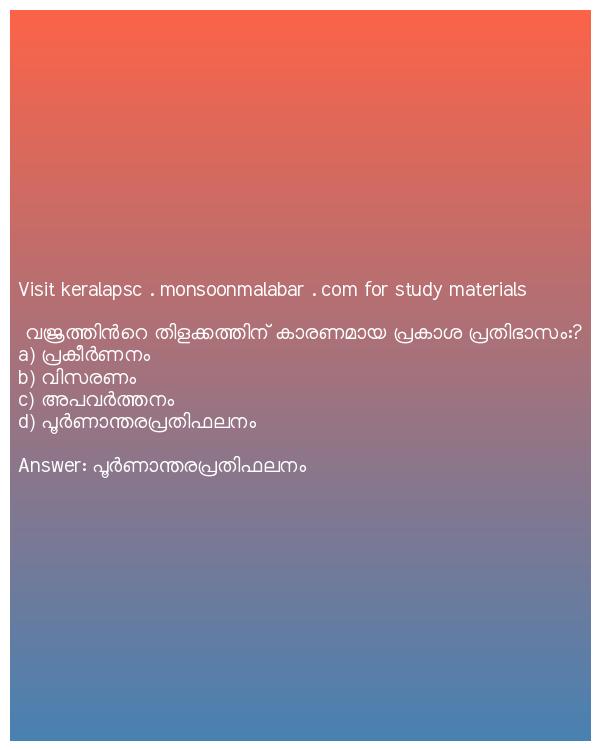 Visit keralapsc . monsoonmalabar . com for study materials
വജ്രത്തിൻറെ തിളക്കത്തിന് കാരണമായ പ്രകാശ പ്രതിഭാസം:?
a) പ്രകീർണനം
b) വിസരണം
c) അപവർത്തനം
d) പൂർണാന്തരപ്രതിഫലനം
Answer: പൂർണാന്തരപ്രതിഫലനം